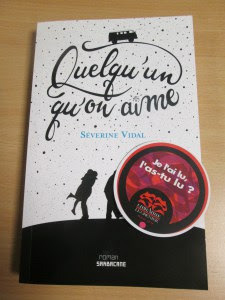 Quelqu'un
qu'on aime
SÉVERINE VIDAL
Je l'ai lu,
l'as-tu lu ?
roman
SARBACANE